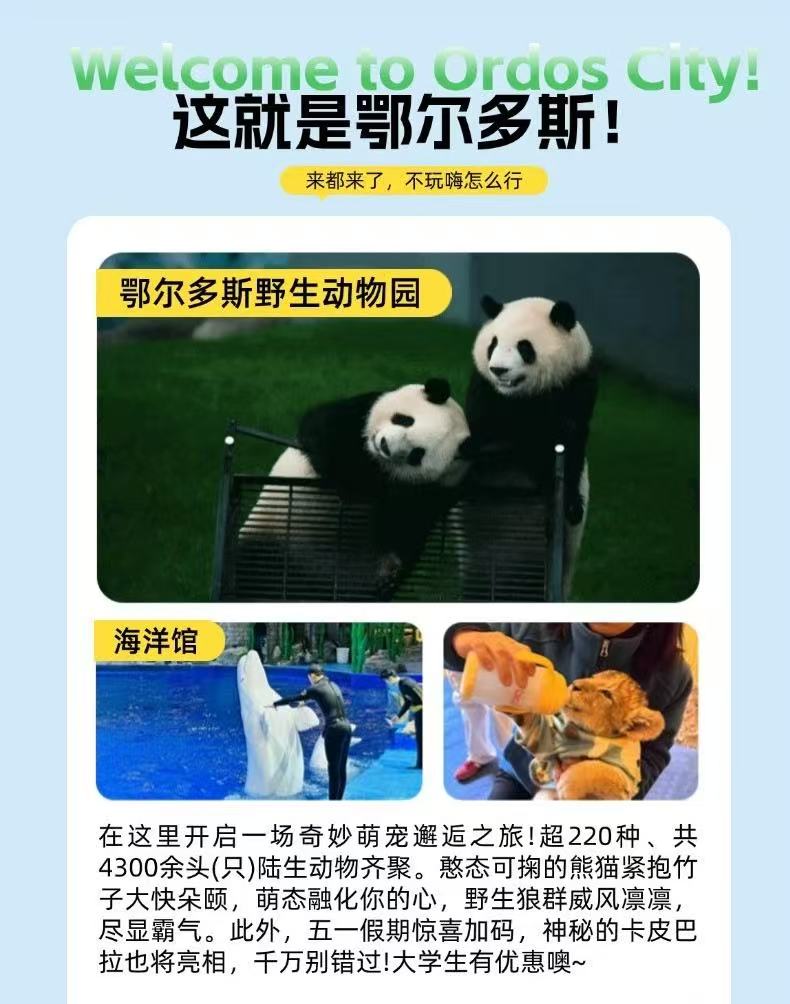 Welcome to Ordos City!
这就是鄂尔多斯！
来都来了，不玩嗨怎么行
鄂尔多斯野生动物园
海洋馆
在这里开启一场奇妙萌宠邂逅之旅!超220种、共
4300余头(只)陆生动物齐聚。憨态可掬的熊猫紧抱竹
子大快朵颐，萌态融化你的心，野生狼群威风凛凛，
尽显霸气。此外，五一假期惊喜加码，神秘的卡皮巴
拉也将亮相，千万别错过!大学生有优惠噢~